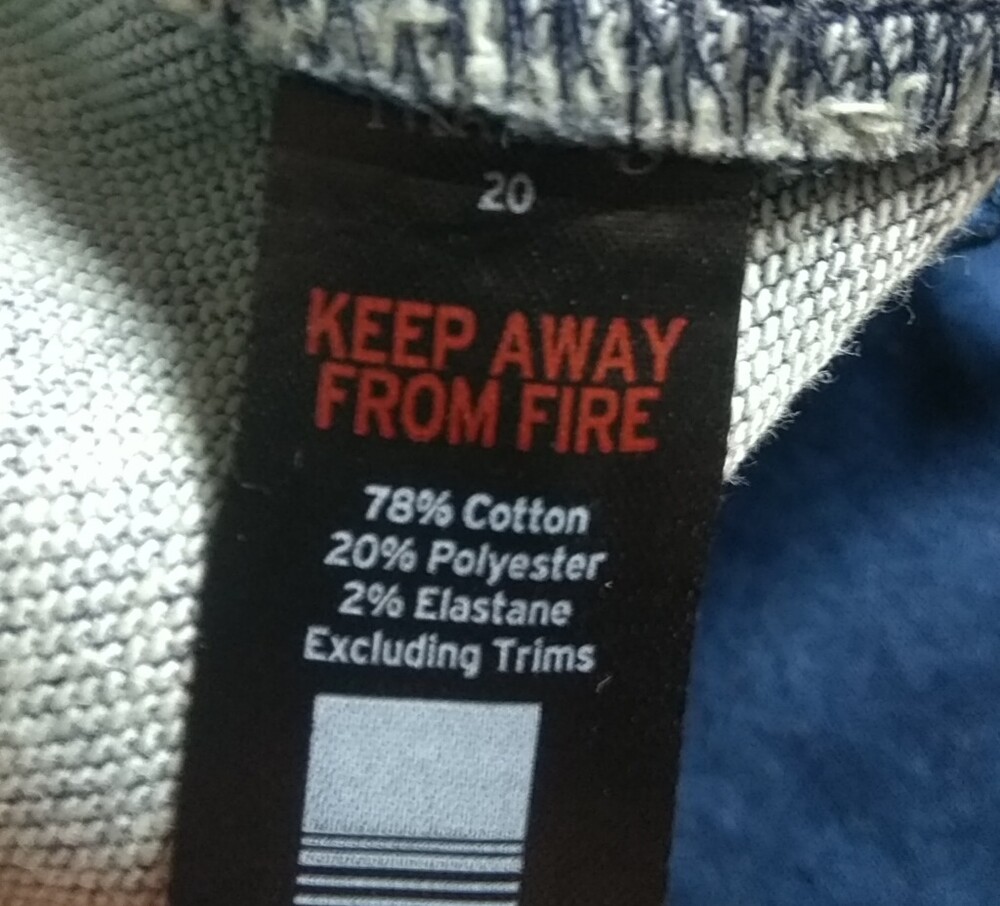 20
KEEP AWAY
FROM FIRE
78% Cotton
20% Polyester
2% Elastane
Excluding Trims